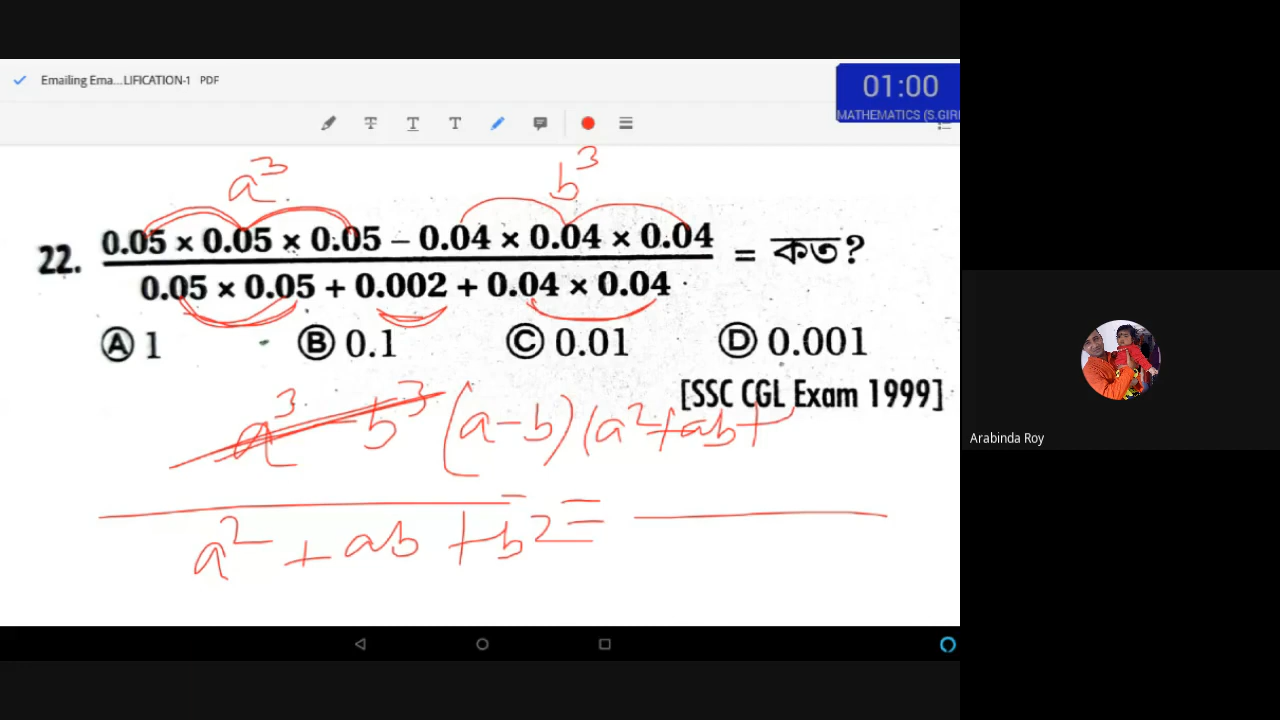 Emailing Ema...LIFICATION-1 PDF
01:00
MATHEMATICS (S.GIRI
T T T
a³ b³
22. 0.05 × 0.05 × 0.05 – 0.04 × 0.04 × 0.04
0.05 × 0.05 + 0.002 + 0.04 × 0.04
= কত?
Ⓐ 1 Ⓑ 0.1 Ⓒ 0.01 Ⓓ 0.001
[SSC CGL Exam 1999]
a³ b³ (a-b) (a²+ab+
a² + ab + b² =
Arabinda Roy